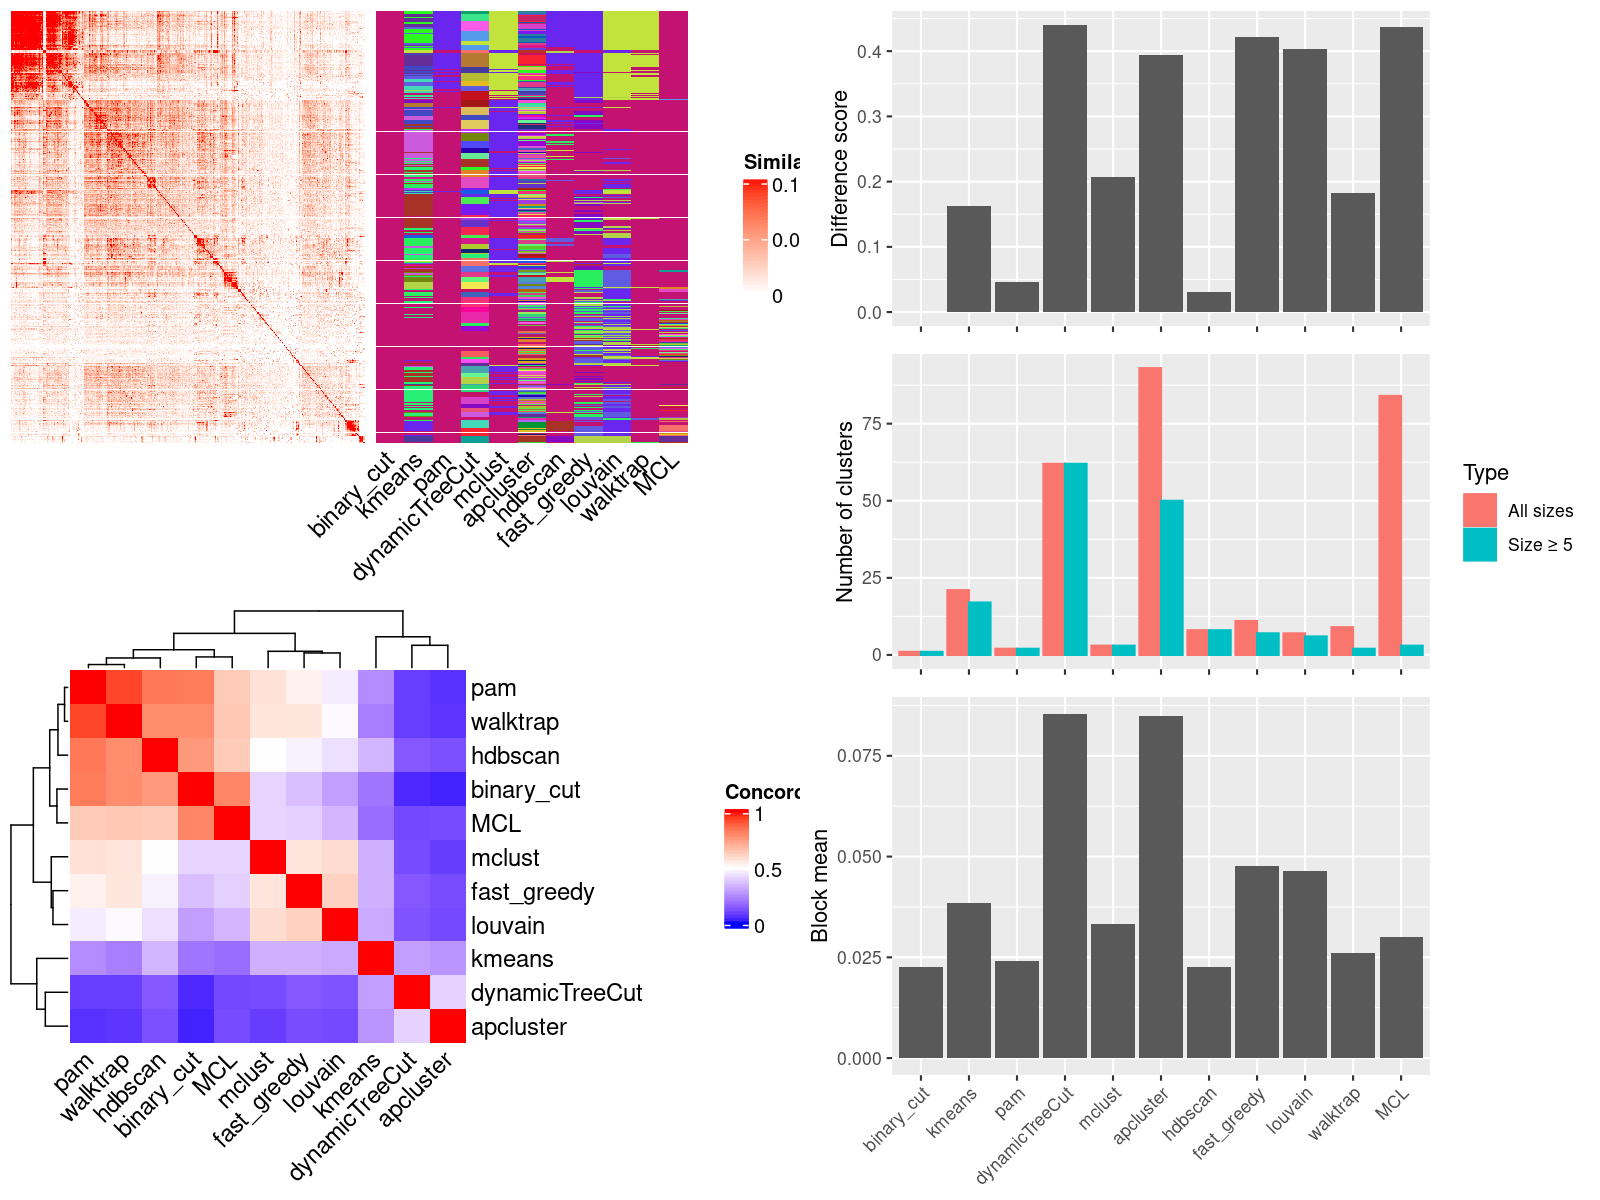 Simila
0.1
0.0
0
binary_cut
kmeans
pam
dynamicTreeCut
mclust
apcluster
hdbscan
fast_greedy
louvain
walktrap
MCL
Difference score
0.4
0.3
0.2
0.1
0.0
Number of clusters
75
50
25
0
Type
All sizes
Size ≥ 5
pam
walktrap
hdbscan
binary_cut
MCL
mclust
fast_greedy
louvain
kmeans
dynamicTreeCut
apcluster
pam
walktrap
hdbscan
binary_cut
MCL
mclust
fast_greedy
louvain
kmeans
dynamicTreeCut
apcluster
Concord
1
0.5
0
Block mean
0.075
0.050
0.025
0.000
binary_cut
kmeans
pam
dynamicTreeCut
mclust
apcluster
hdbscan
fast_greedy
louvain
walktrap
MCL